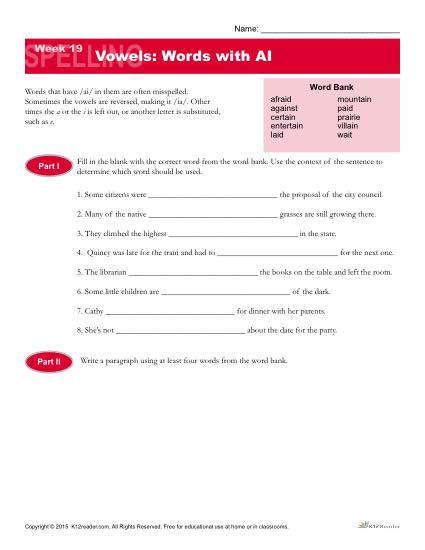 Name: ______________________________
SPELLING
Week 19
Vowels: Words with AI
Words that have /ai/ in them are often misspelled.
Sometimes the vowels are reversed, making it /ia/. Other
times the a or the i is left out, or another letter is substituted,
such as e.
Word Bank
afraid mountain
against paid
certain prairie
entertain villain
laid wait
Part I
Fill in the blank with the correct word from the word bank. Use the context of the sentence to
determine which word should be used.
1. Some citizens were ______________________________ the proposal of the city council.
2. Many of the native ______________________________ grasses are still growing there.
3. They climbed the highest ______________________________ in the state.
4. Quincy was late for the train and had to ______________________________ for the next one.
5. The librarian ______________________________ the books on the table and left the room.
6. Some little children are ______________________________ of the dark.
7. Cathy ______________________________ for dinner with her parents.
8. She's not ______________________________ about the date for the party.
Part II
Write a paragraph using at least four words from the word bank.
Copyright © 2015 K12reader.com. All Rights Reserved. Free for educational use at home or in classrooms.
K12Reader